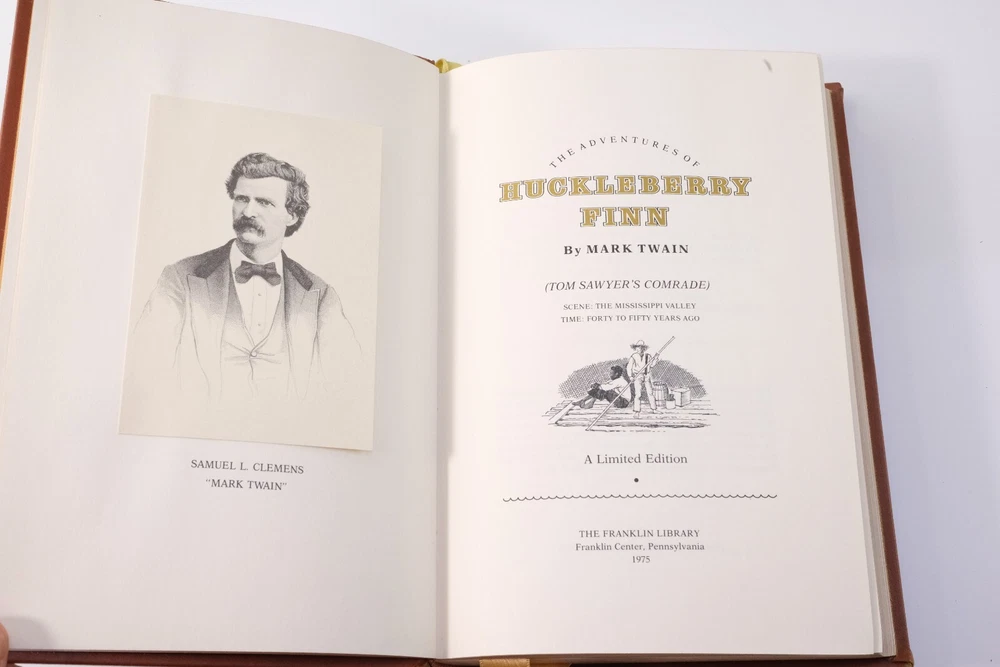 SAMUEL L. CLEMENS
"MARK TWAIN"
THE ADVENTURES OF
HUCKLEBERRY
FINN
By MARK TWAIN
(TOM SAWYER'S COMRADE)
SCENE: THE MISSISSIPPI VALLEY
TIME: FORTY TO FIFTY YEARS AGO
A Limited Edition
THE FRANKLIN LIBRARY
Franklin Center, Pennsylvania
1975